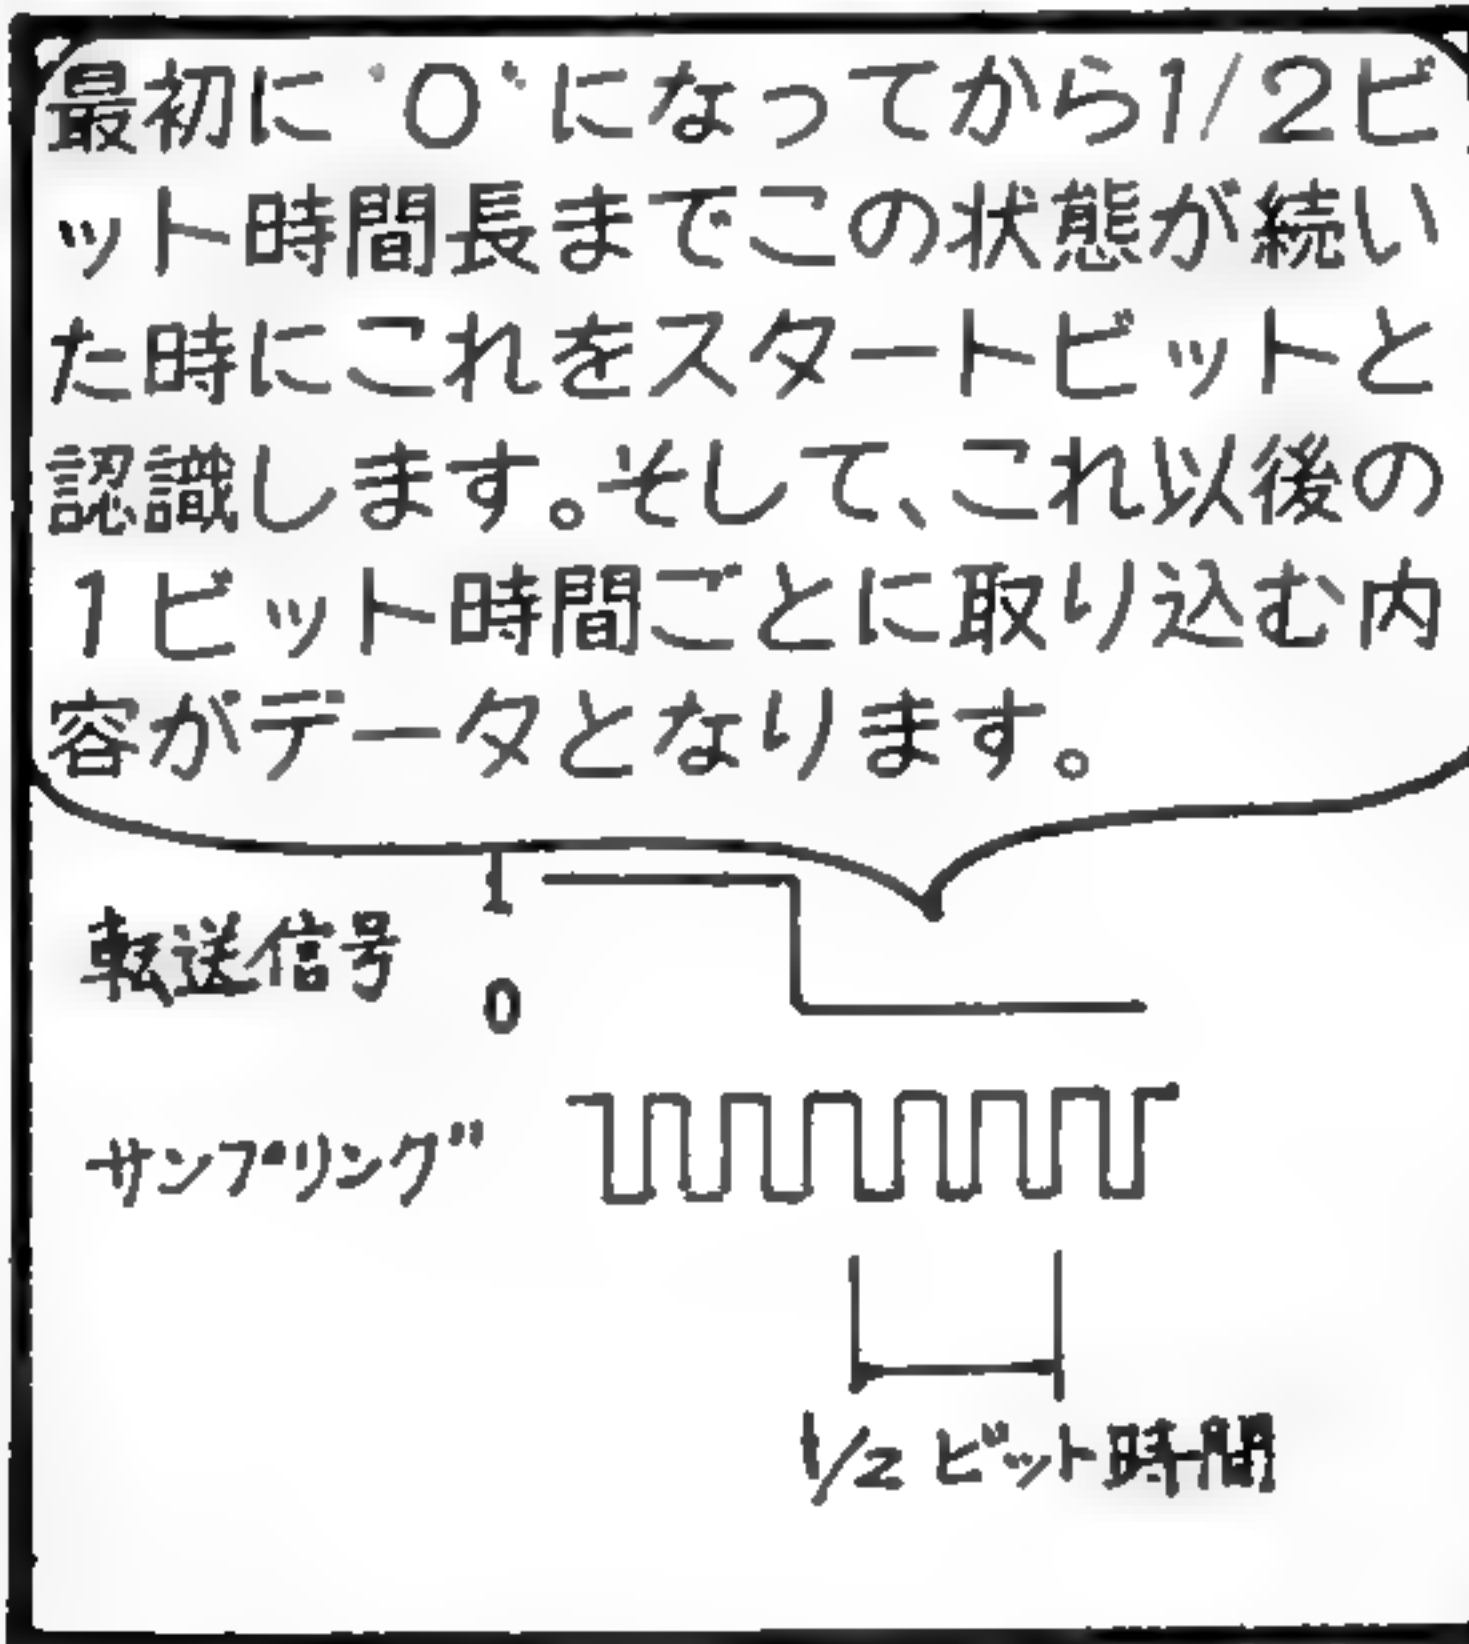 最初に“0”になってから1/2ビ
ット時間長までこの状態が続い
た時にこれをスタートビットと
認識します。そして、これ以後の
1ビット時間ごとに取り込む内
容がデータとなります。
1
転送信号
0
サンプリング
1/2 ビット時間